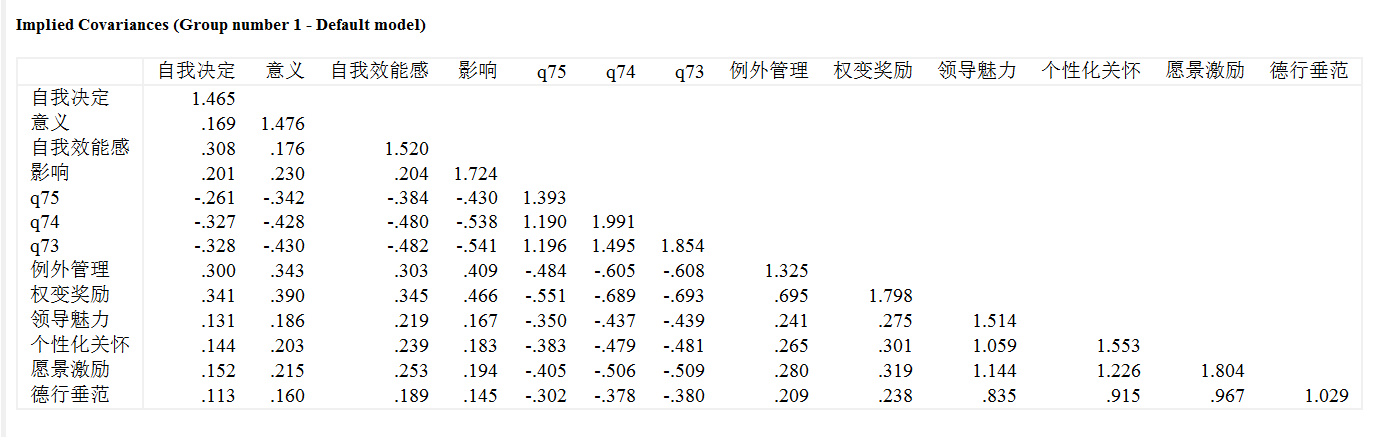 Implied Covariances (Group number 1 - Default model)
自我决定 意义 自我效能感 影响 q75 q74 q73 例外管理 权变奖励 领导魅力 个性化关怀 愿景激励 德行垂范
自我决定 1.465
意义 .169 1.476
自我效能感 .308 .176 1.520
影响 .201 .230 .204 1.724
q75 -.261 -.342 -.384 -.430 1.393
q74 -.327 -.428 -.480 -.538 1.190 1.991
q73 -.328 -.430 -.482 -.541 1.196 1.495 1.854
例外管理 .300 .343 .303 .409 -.484 -.605 -.608 1.325
权变奖励 .341 .390 .345 .466 -.551 -.689 -.693 .695 1.798
领导魅力 .131 .186 .219 .167 -.350 -.437 -.439 .241 .275 1.514
个性化关怀 .144 .203 .239 .183 -.383 -.479 -.481 .265 .301 1.059 1.553
愿景激励 .152 .215 .253 .194 -.405 -.506 -.509 .280 .319 1.144 1.226 1.804
德行垂范 .113 .160 .189 .145 -.302 -.378 -.380 .209 .238 .835 .915 .967 1.029